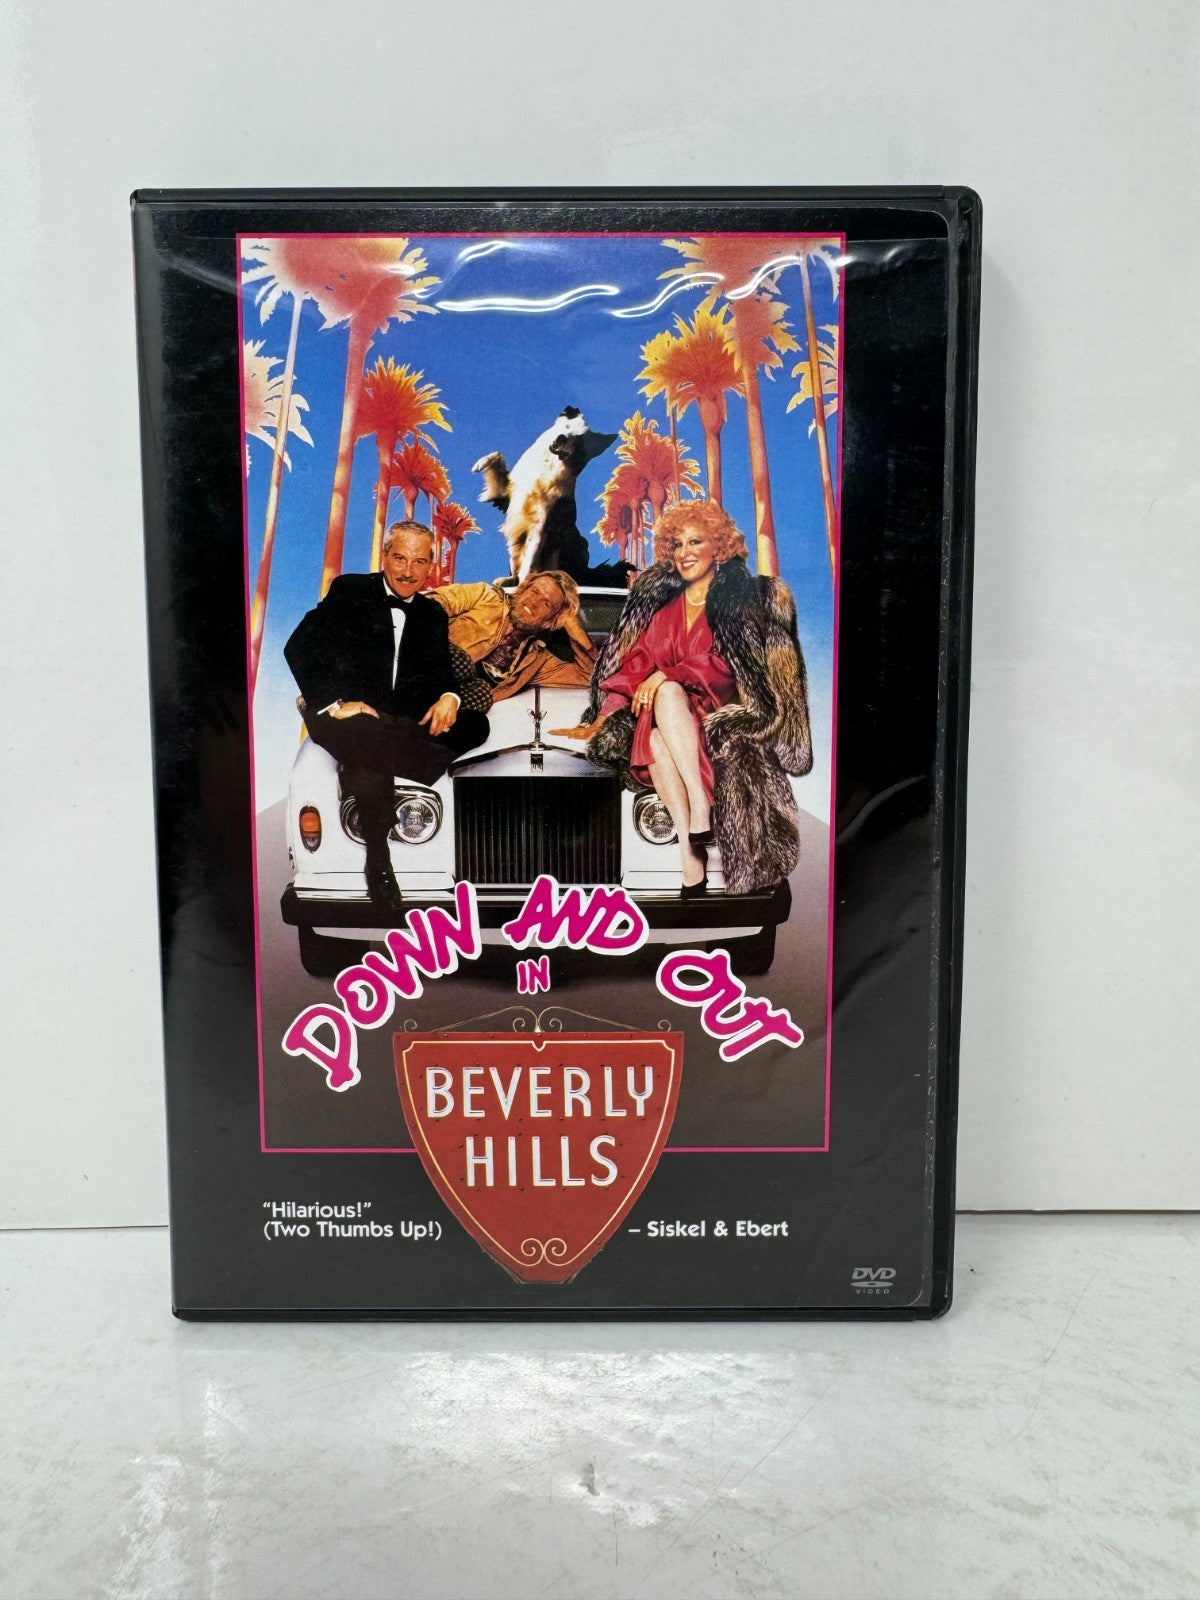 DOWN AND OUT
IN
BEVERLY
HILLS
"Hilarious!"
(Two Thumbs Up!) – Siskel & Ebert
DVD
VIDEO